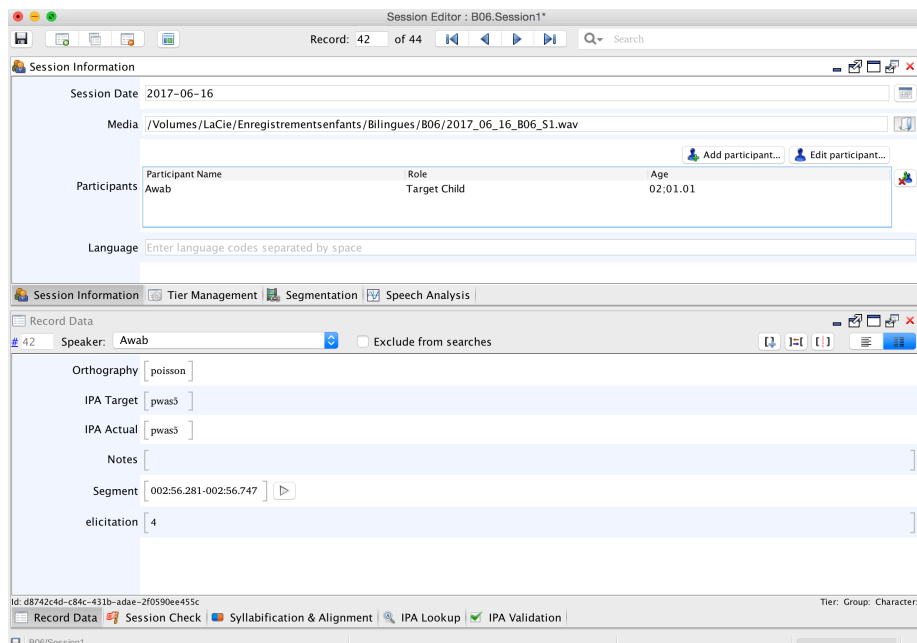 Session Editor : B06.Session1*
Record: 42 of 44 Search
Session Information
Session Date 2017-06-16
Media /Volumes/LaCie/Enregistrementsenfants/Bilingues/B06/2017_06_16_B06_S1.wav
Add participant... Edit participant...
Participants
Participant Name Role Age
Awab Target Child 02;01.01
Language Enter language codes separated by space
Session Information Tier Management Segmentation Speech Analysis
Record Data
# 42 Speaker: Awab Exclude from searches
Orthography poisson
IPA Target pwasɔ̃
IPA Actual pwasɔ̃
Notes
Segment 002:56.281-002:56.747
elicitation 4
Id: d8742c4d-c84c-431b-adae-2f0590ee455c Tier: Group: Character:
Record Data Session Check Syllabification & Alignment IPA Lookup IPA Validation
B06/Session1